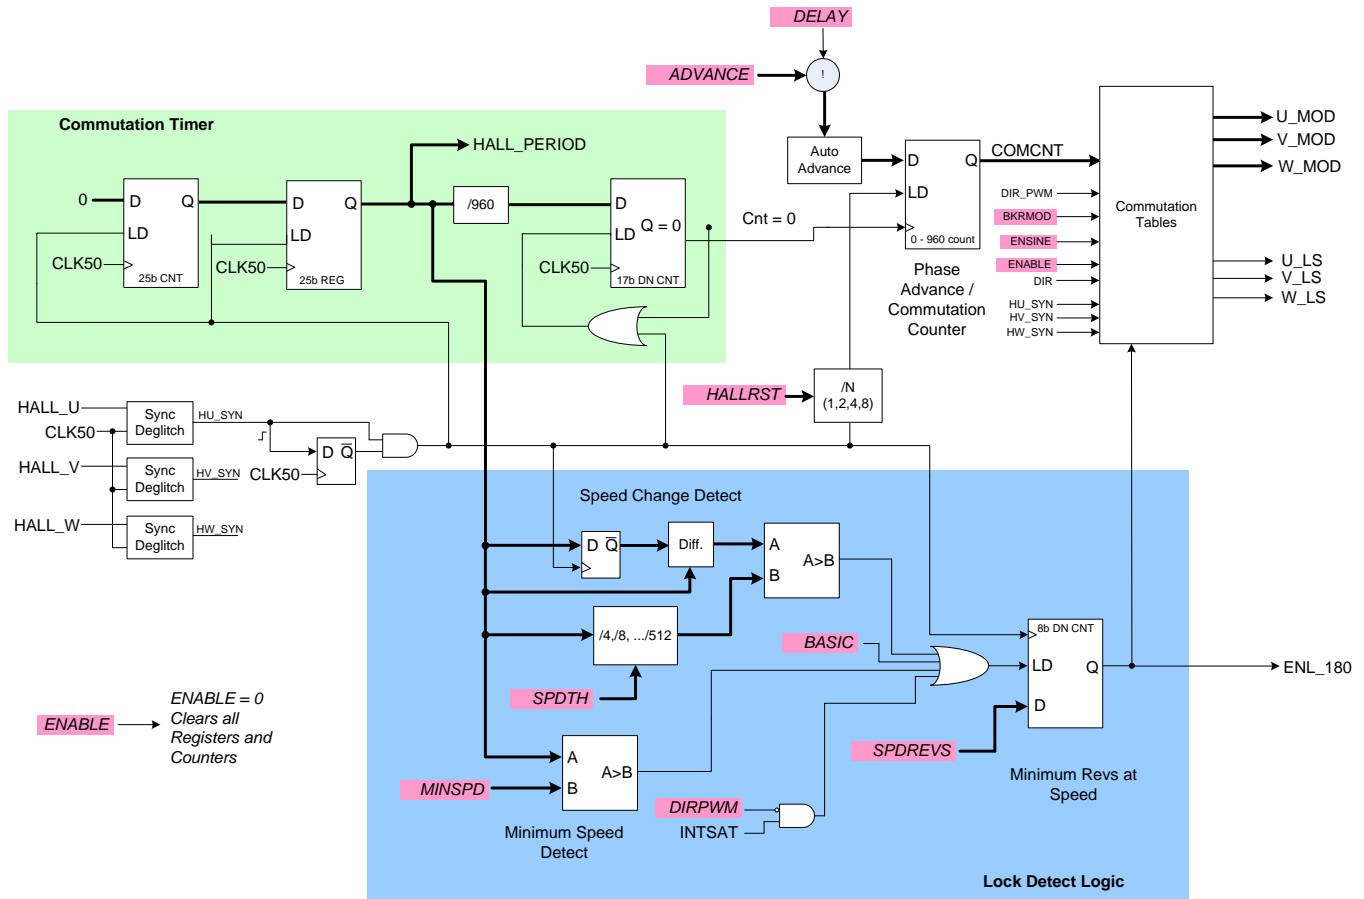 DELAY
ADVANCE
!
Auto
Advance
D
Q
LD
0 - 960 count
COMCNT
Phase
Advance /
Commutation
Counter
Commutation
Tables
DIR_PWM
BKRMOD
ENSINE
ENABLE
DIR
HU_SYN
HV_SYN
HW_SYN
U_MOD
V_MOD
W_MOD
U_LS
V_LS
W_LS
Commutation Timer
HALL_PERIOD
0
D
Q
LD
CLK50
25b CNT
D
Q
LD
CLK50
25b REG
/960
D
Q = 0
LD
CLK50
17b DN CNT
Cnt = 0
HALLRST
/N
(1,2,4,8)
HALL_U
CLK50
Sync
Deglitch
HU_SYN
HALL_V
Sync
Deglitch
HV_SYN
HALL_W
Sync
Deglitch
HW_SYN
D
Q
CLK50
Speed Change Detect
D
Q
Diff.
A
B
A>B
/4,/8, .../512
SPDTH
BASIC
MINSPD
A
B
A>B
Minimum Speed
Detect
DIRPWM
INTSAT
8b DN CNT
LD
Q
D
SPDREVS
Minimum Revs at
Speed
ENL_180
Lock Detect Logic
ENABLE
ENABLE = 0
Clears all
Registers and
Counters